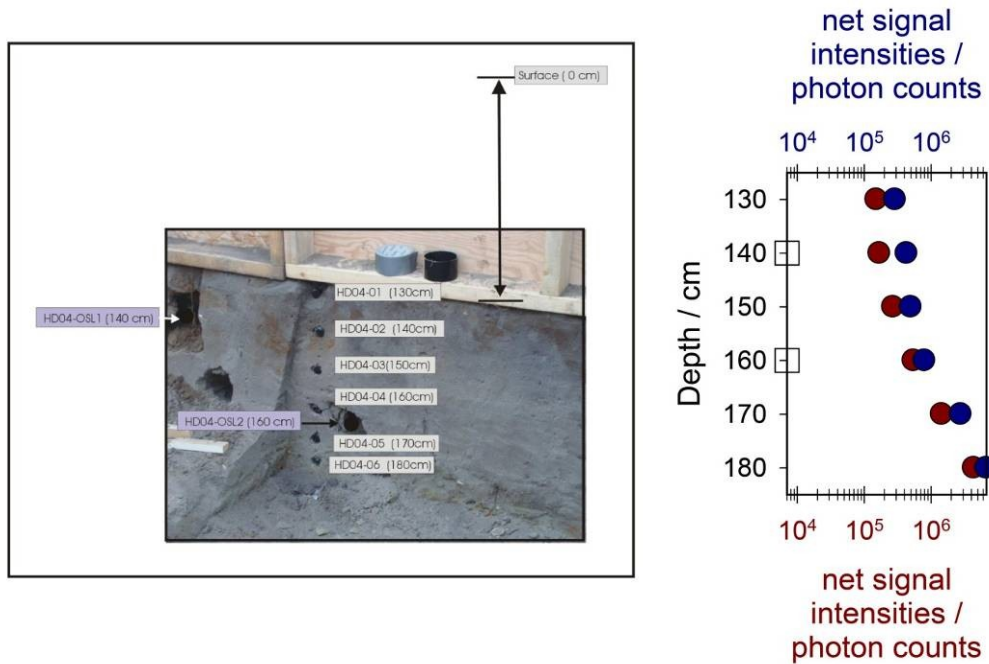 Surface ( 0 cm)
HD04-01 (130cm)
HD04-OSL1 (140 cm)
HD04-02 (140cm)
HD04-03(150cm)
HD04-04 (160cm)
HD04-OSL2 (160 cm)
HD04-05 (170cm)
HD04-06 (180cm)
net signal
intensities /
photon counts
10⁴ 10⁵ 10⁶
Depth / cm
130
140
150
160
170
180
10⁴ 10⁵ 10⁶
net signal
intensities /
photon counts